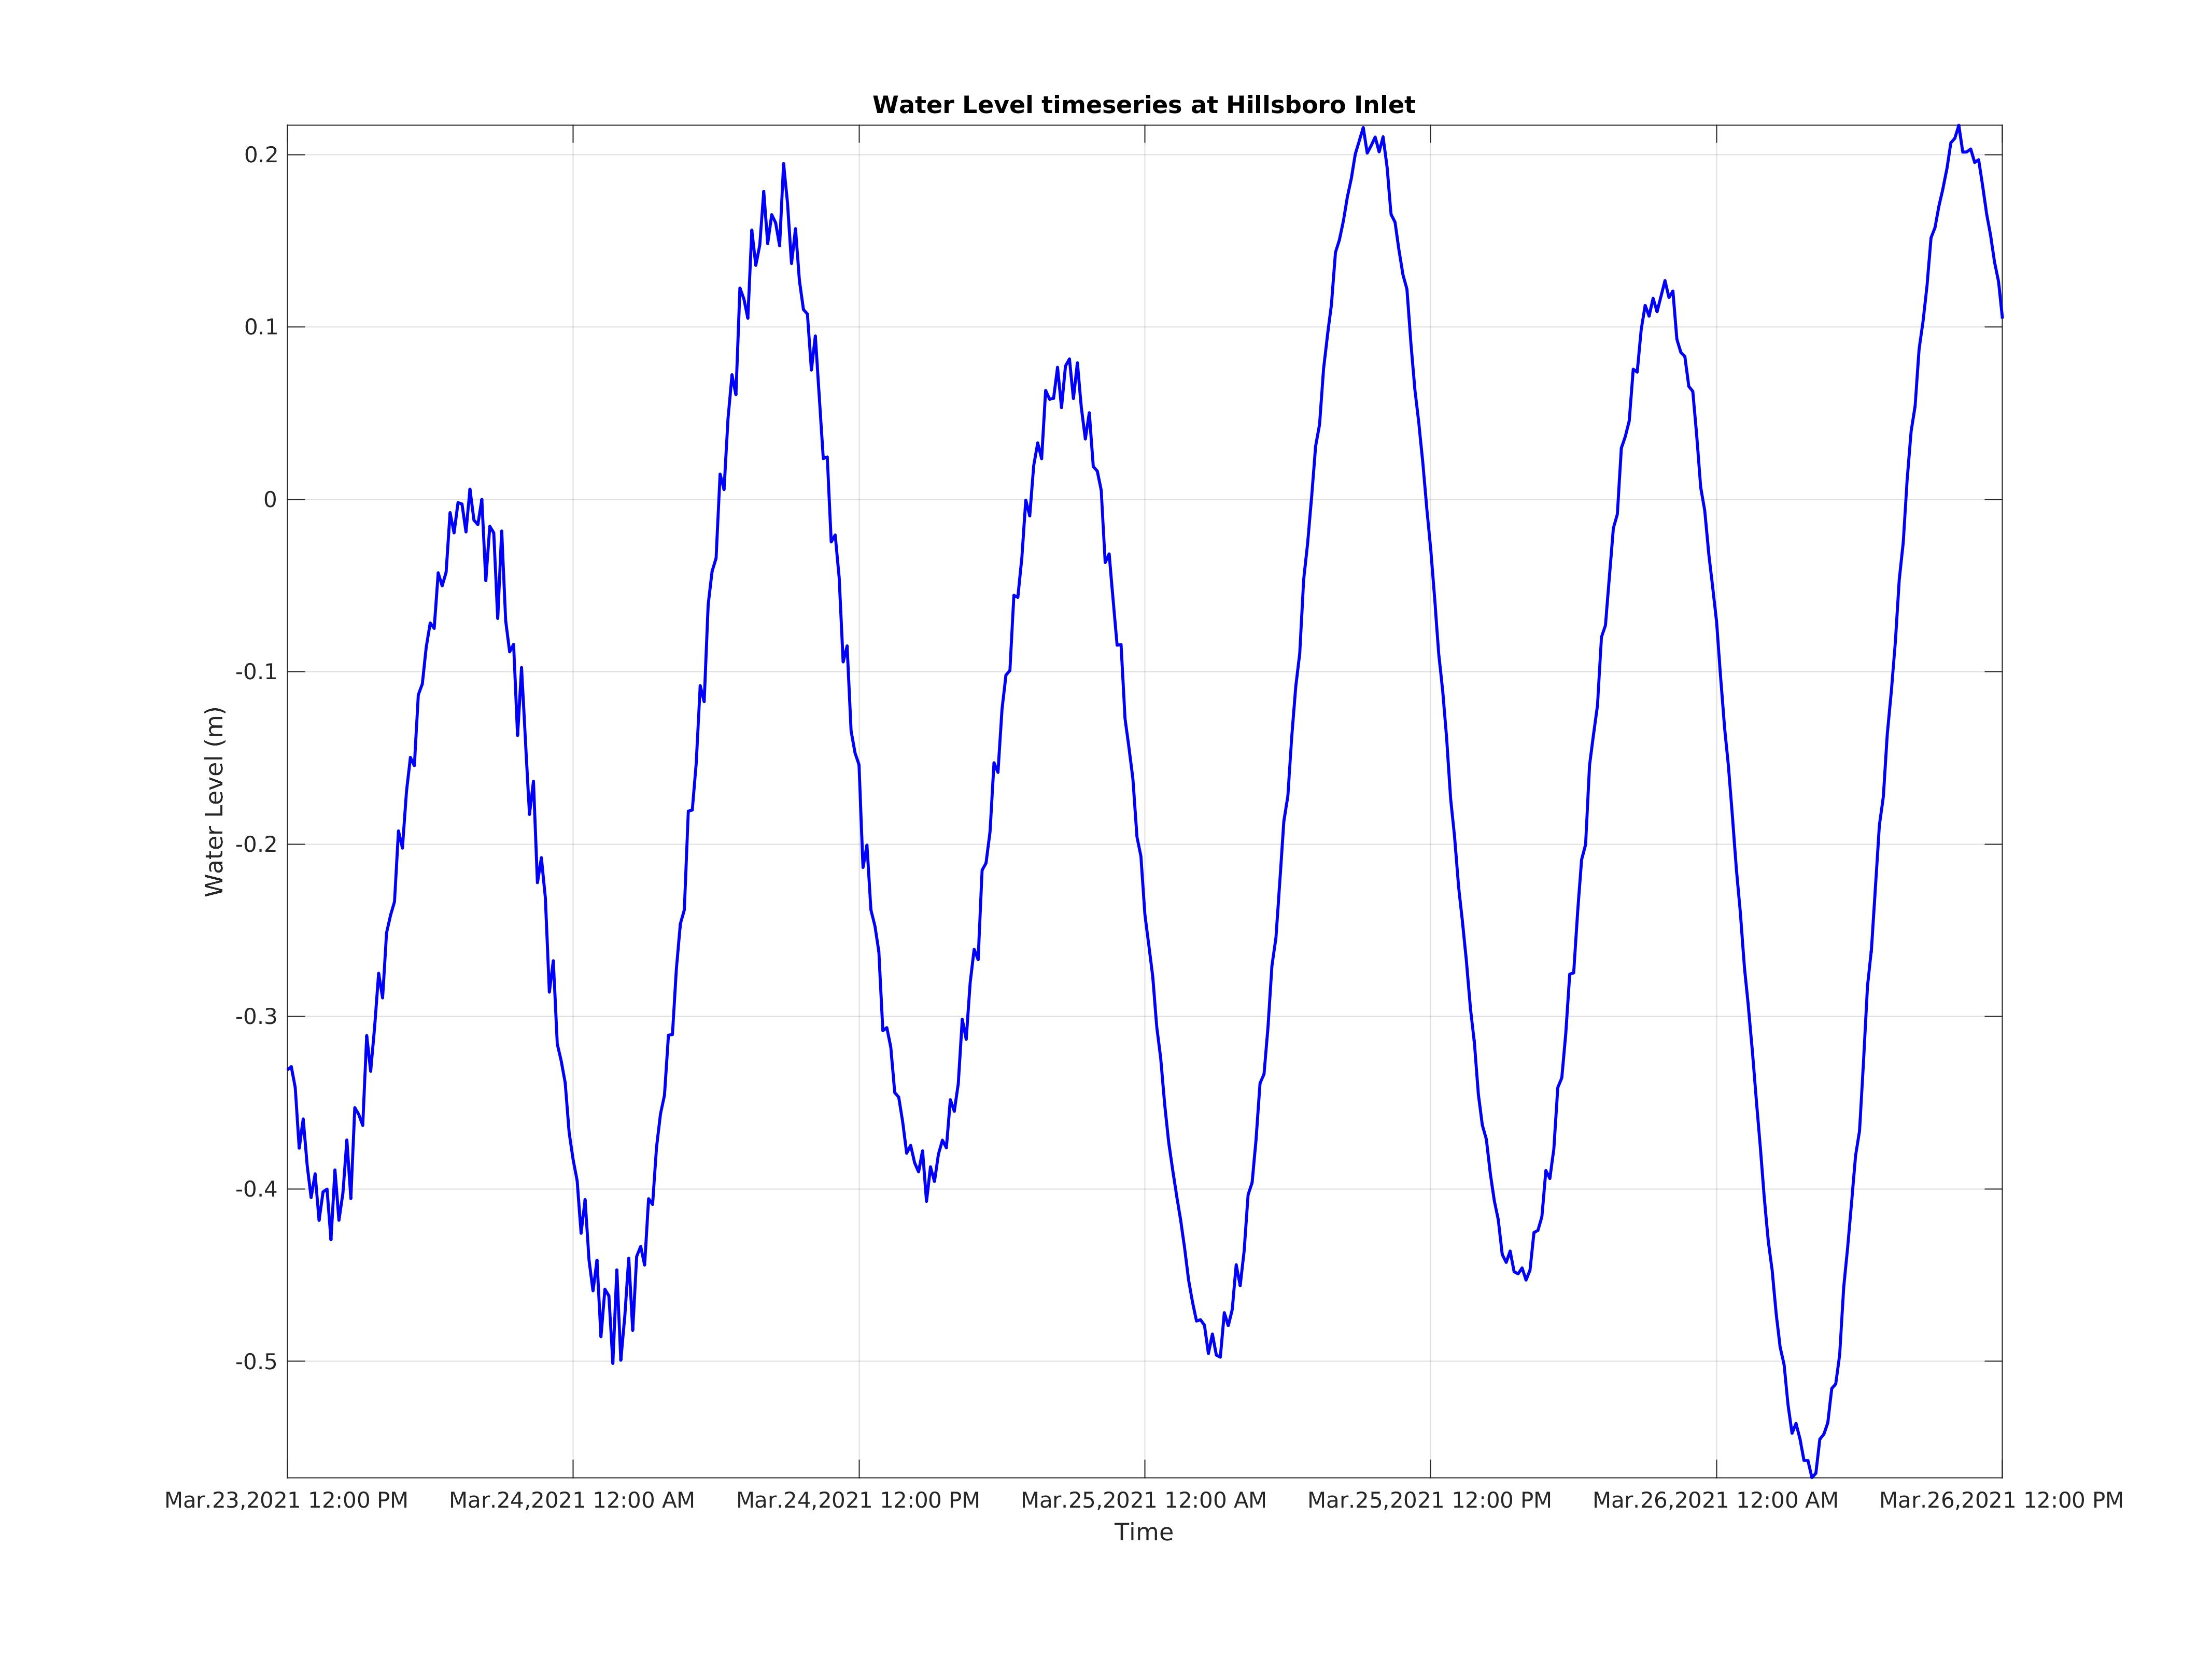 Water Level timeseries at Hillsboro Inlet
0.2
0.1
0
-0.1
-0.2
-0.3
-0.4
-0.5
Water Level (m)
Mar.23,2021 12:00 PM Mar.24,2021 12:00 AM Mar.24,2021 12:00 PM Mar.25,2021 12:00 AM Mar.25,2021 12:00 PM Mar.26,2021 12:00 AM Mar.26,2021 12:00 PM
Time